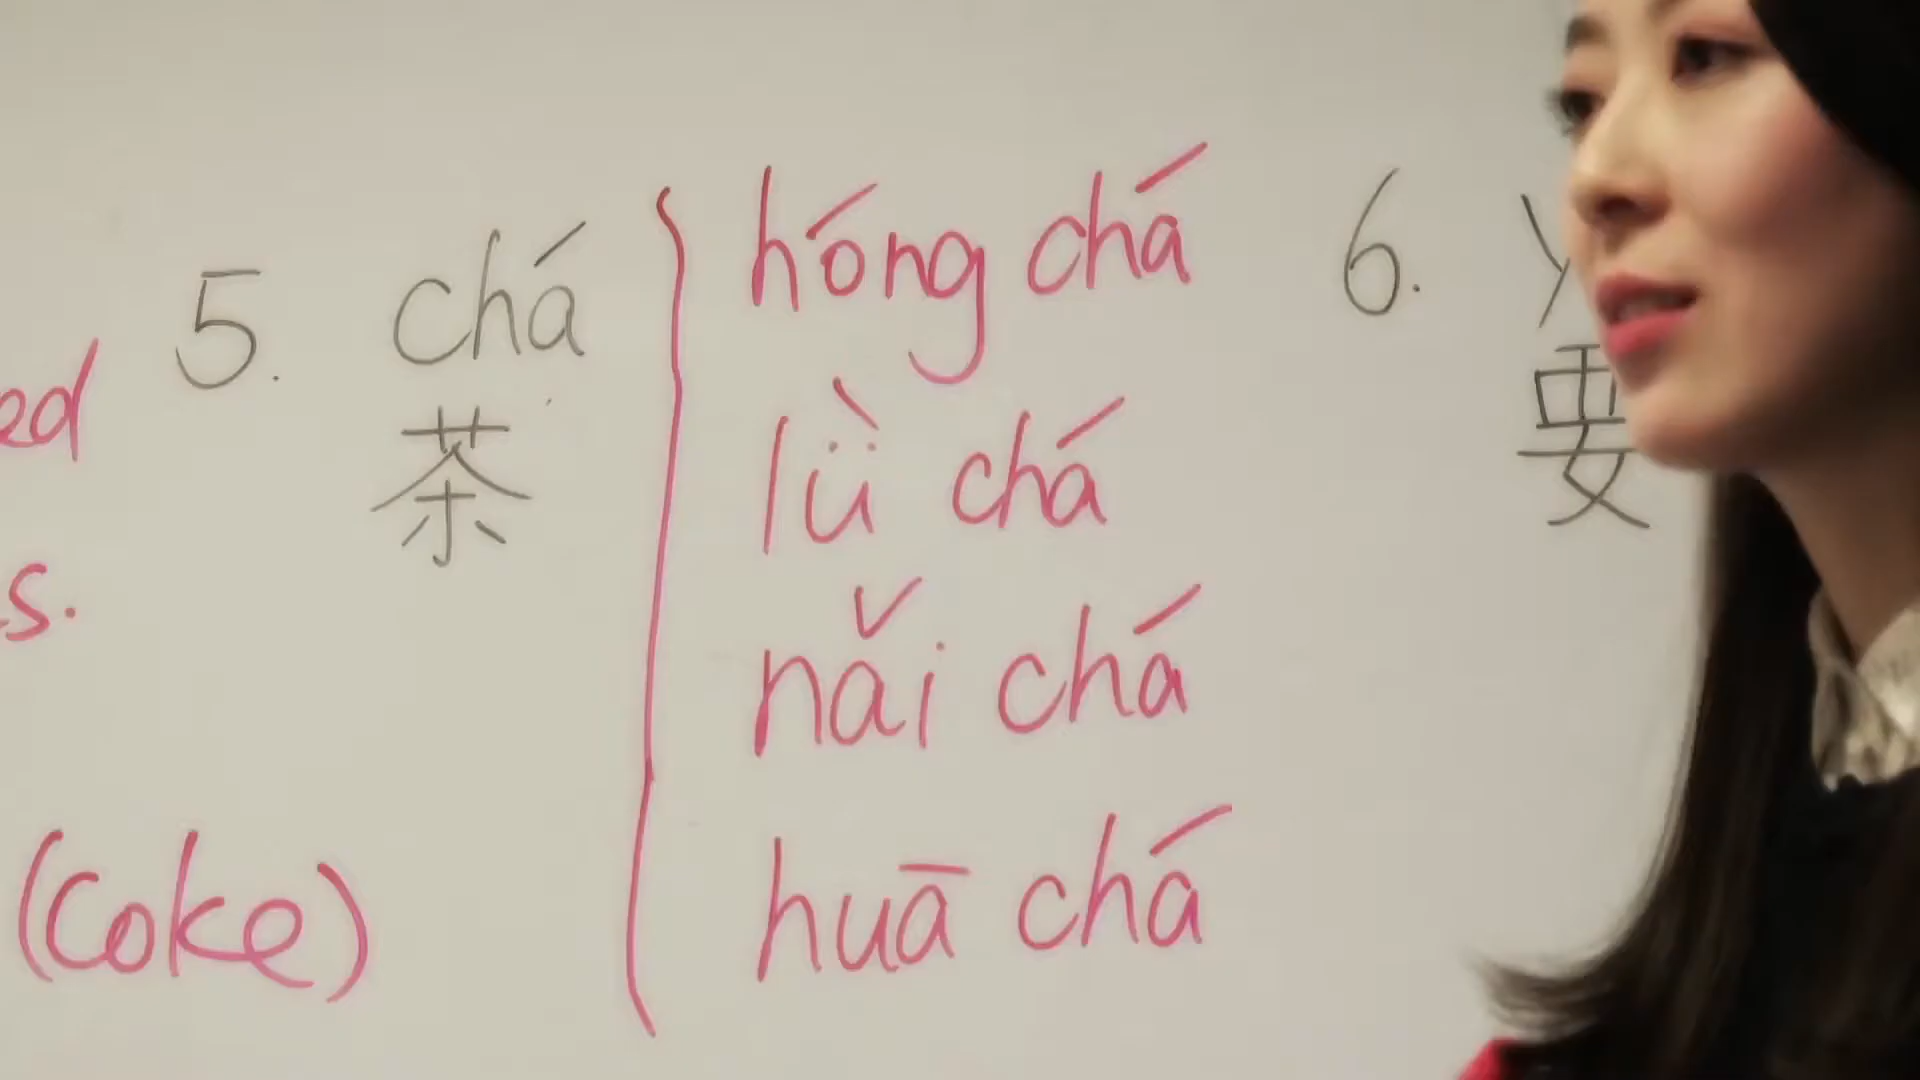 ed
s.
(Coke)
5. chá
茶
hóng chá
lǜ chá
nǎi chá
huā chá
6. y
要